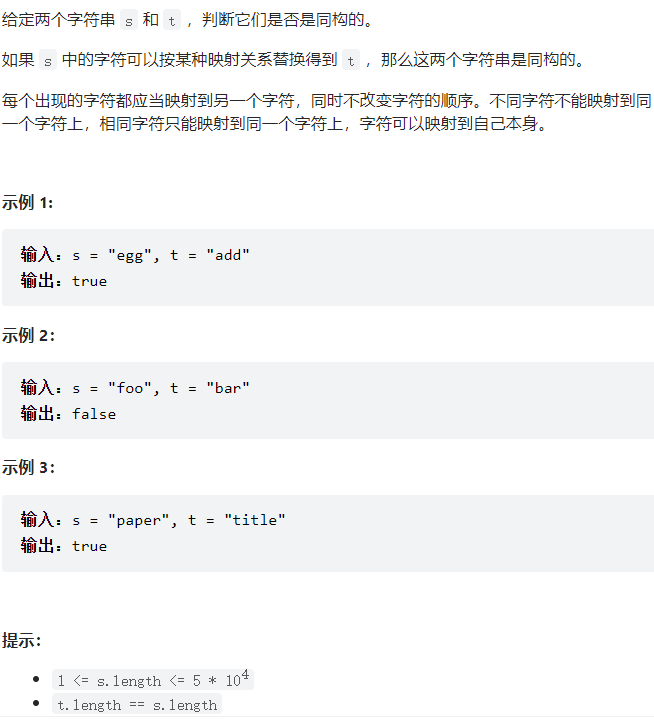 给定两个字符串 s 和 t ，判断它们是否是同构的。
如果 s 中的字符可以按某种映射关系替换得到 t ，那么这两个字符串是同构的。
每个出现的字符都应当映射到另一个字符，同时不改变字符的顺序。不同字符不能映射到同
一个字符上，相同字符只能映射到同一个字符上，字符可以映射到自己本身。
示例 1:
输入：s = "egg", t = "add"
输出：true
示例 2：
输入：s = "foo", t = "bar"
输出：false
示例 3：
输入：s = "paper", t = "title"
输出：true
提示：
• 1 <= s.length <= 5 * 10⁴
• t.length == s.length